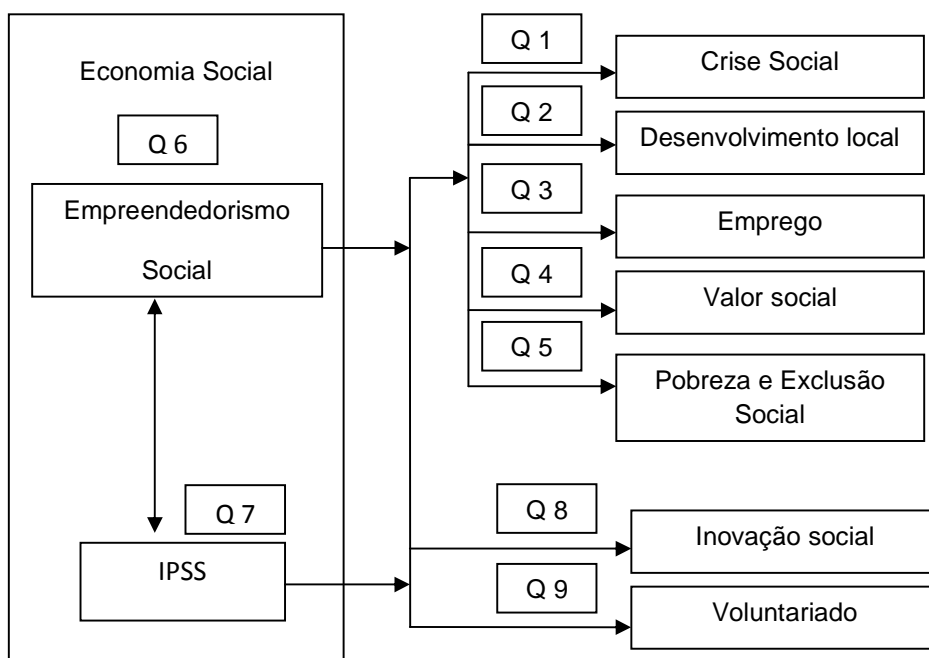 Economia Social
Q 6
Empreendedorismo
Social
Q 7
IPSS
Q 1
Crise Social
Q 2
Desenvolvimento local
Q 3
Emprego
Q 4
Valor social
Q 5
Pobreza e Exclusão
Social
Q 8
Inovação social
Q 9
Voluntariado